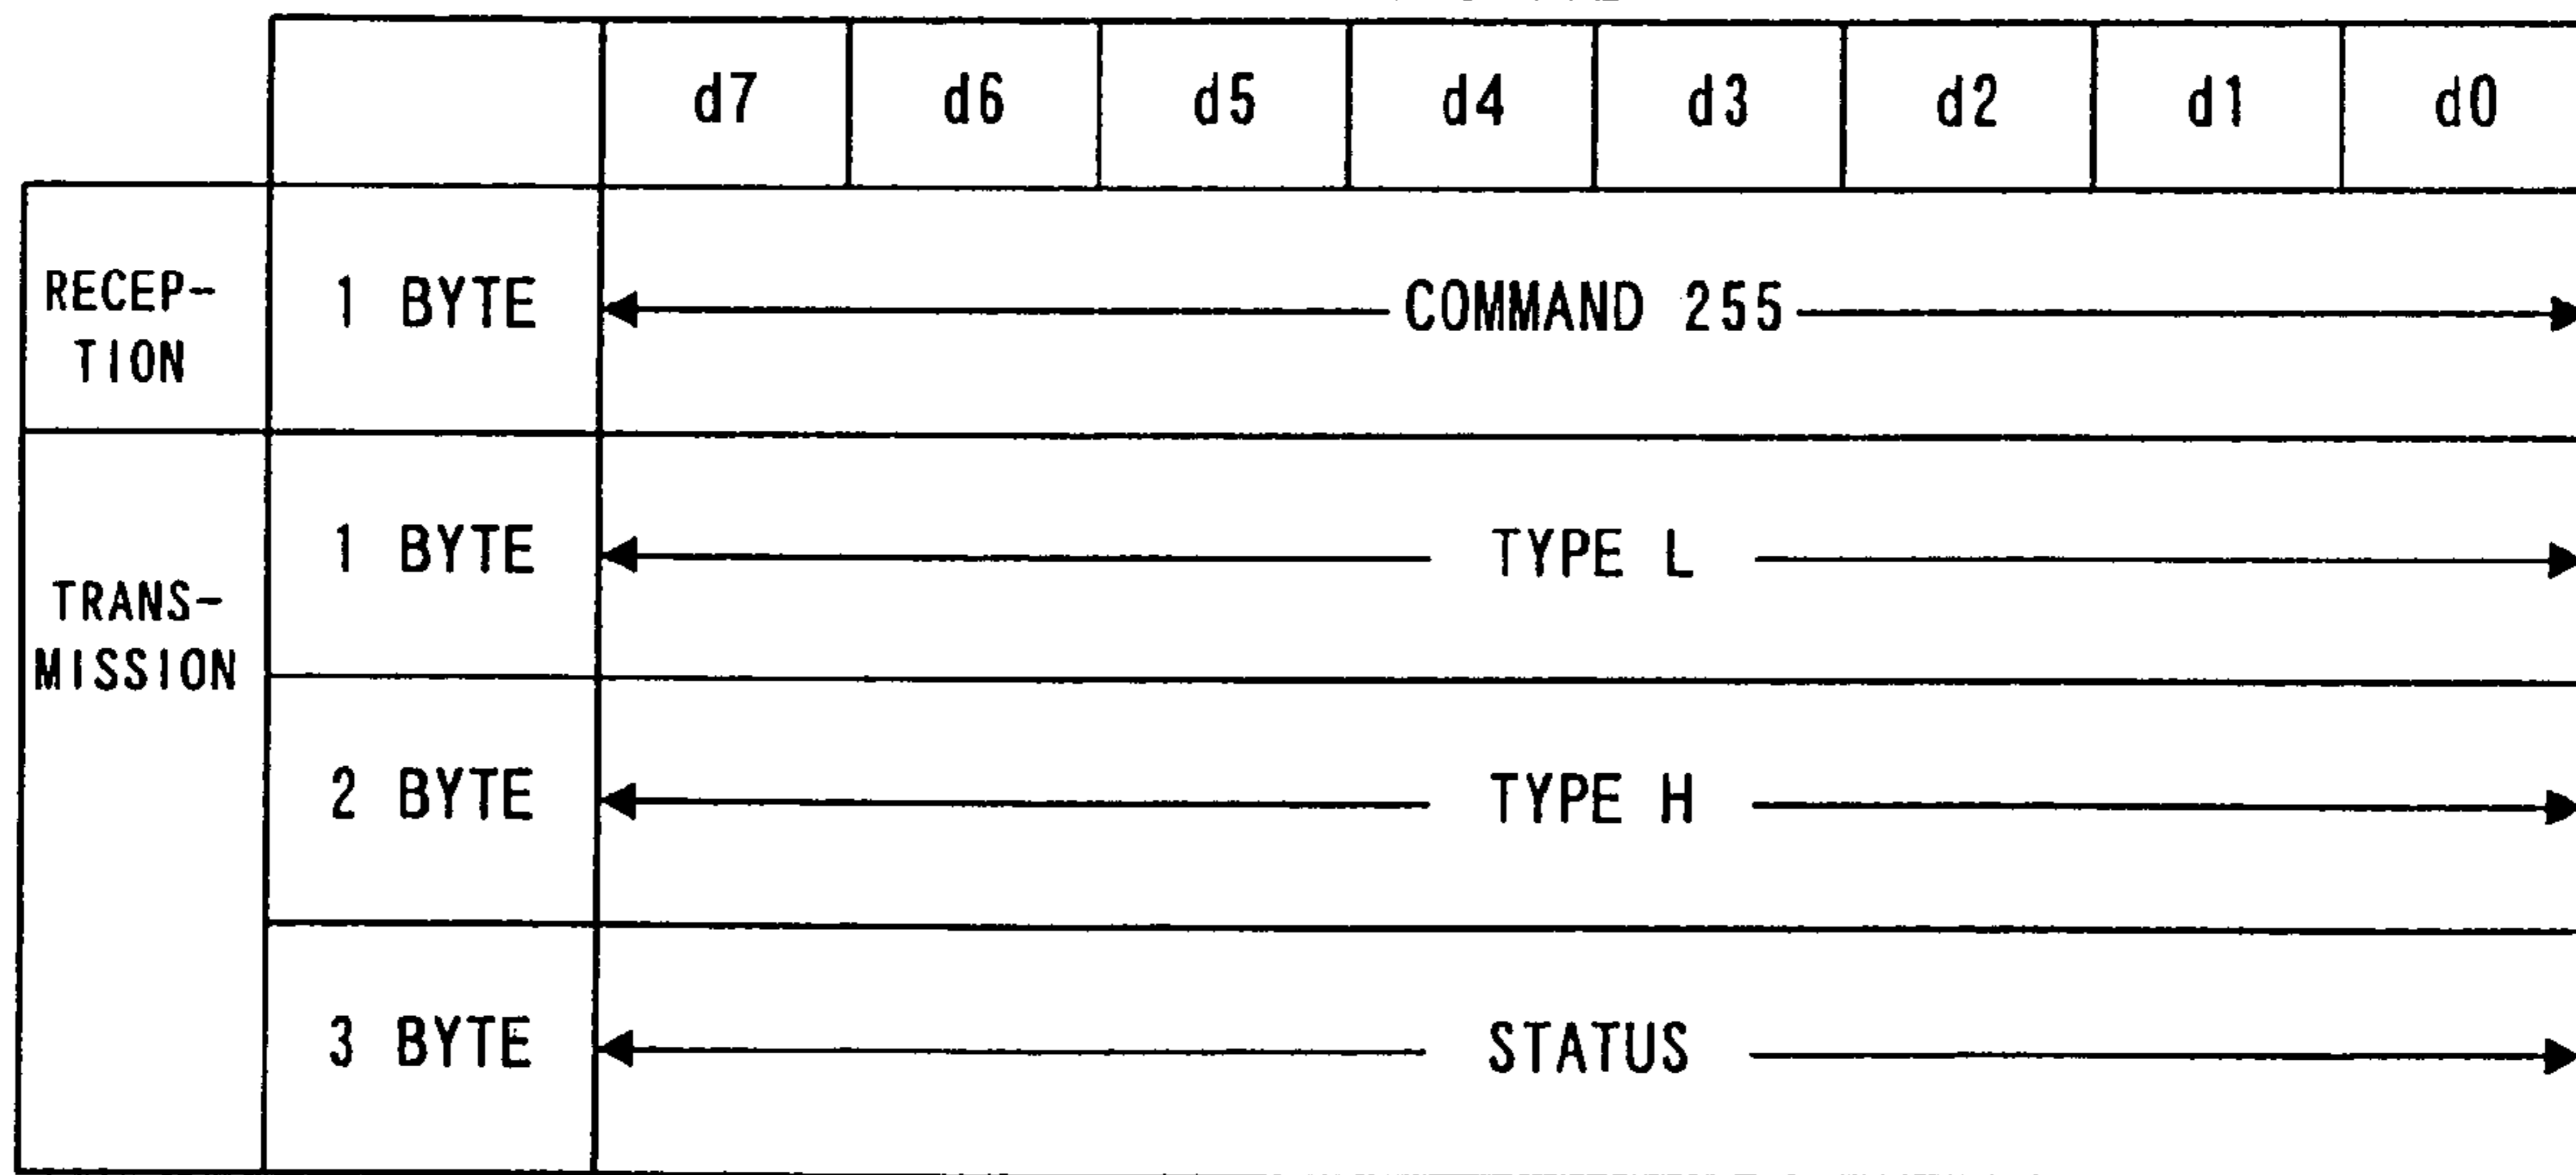 d7 d6 d5 d4 d3 d2 d1 d0
RECEP-
TION
1 BYTE
COMMAND 255
TRANS-
MISSION
1 BYTE
TYPE L
2 BYTE
TYPE H
3 BYTE
STATUS